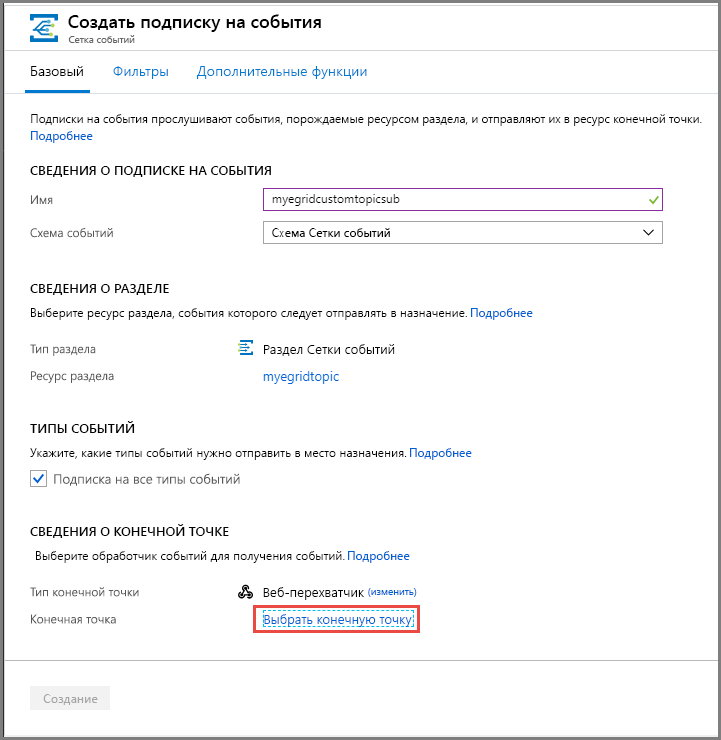 Создать подписку на события
Сетка событий
Базовый Фильтры Дополнительные функции
Подписки на события прослушивают события, порождаемые ресурсом раздела, и отправляют их в ресурс конечной точки.
Подробнее
СВЕДЕНИЯ О ПОДПИСКЕ НА СОБЫТИЯ
Имя myegridcustomtopicsub
Схема событий Схема Сетки событий
СВЕДЕНИЯ О РАЗДЕЛЕ
Выберите ресурс раздела, события которого следует отправлять в назначение. Подробнее
Тип раздела Раздел Сетки событий
Ресурс раздела myegridtopic
ТИПЫ СОБЫТИЙ
Укажите, какие типы событий нужно отправить в место назначения. Подробнее
Подписка на все типы событий
СВЕДЕНИЯ О КОНЕЧНОЙ ТОЧКЕ
Выберите обработчик событий для получения событий. Подробнее
Тип конечной точки Веб-перехватчик (изменить)
Конечная точка Выбрать конечную точку
Создание